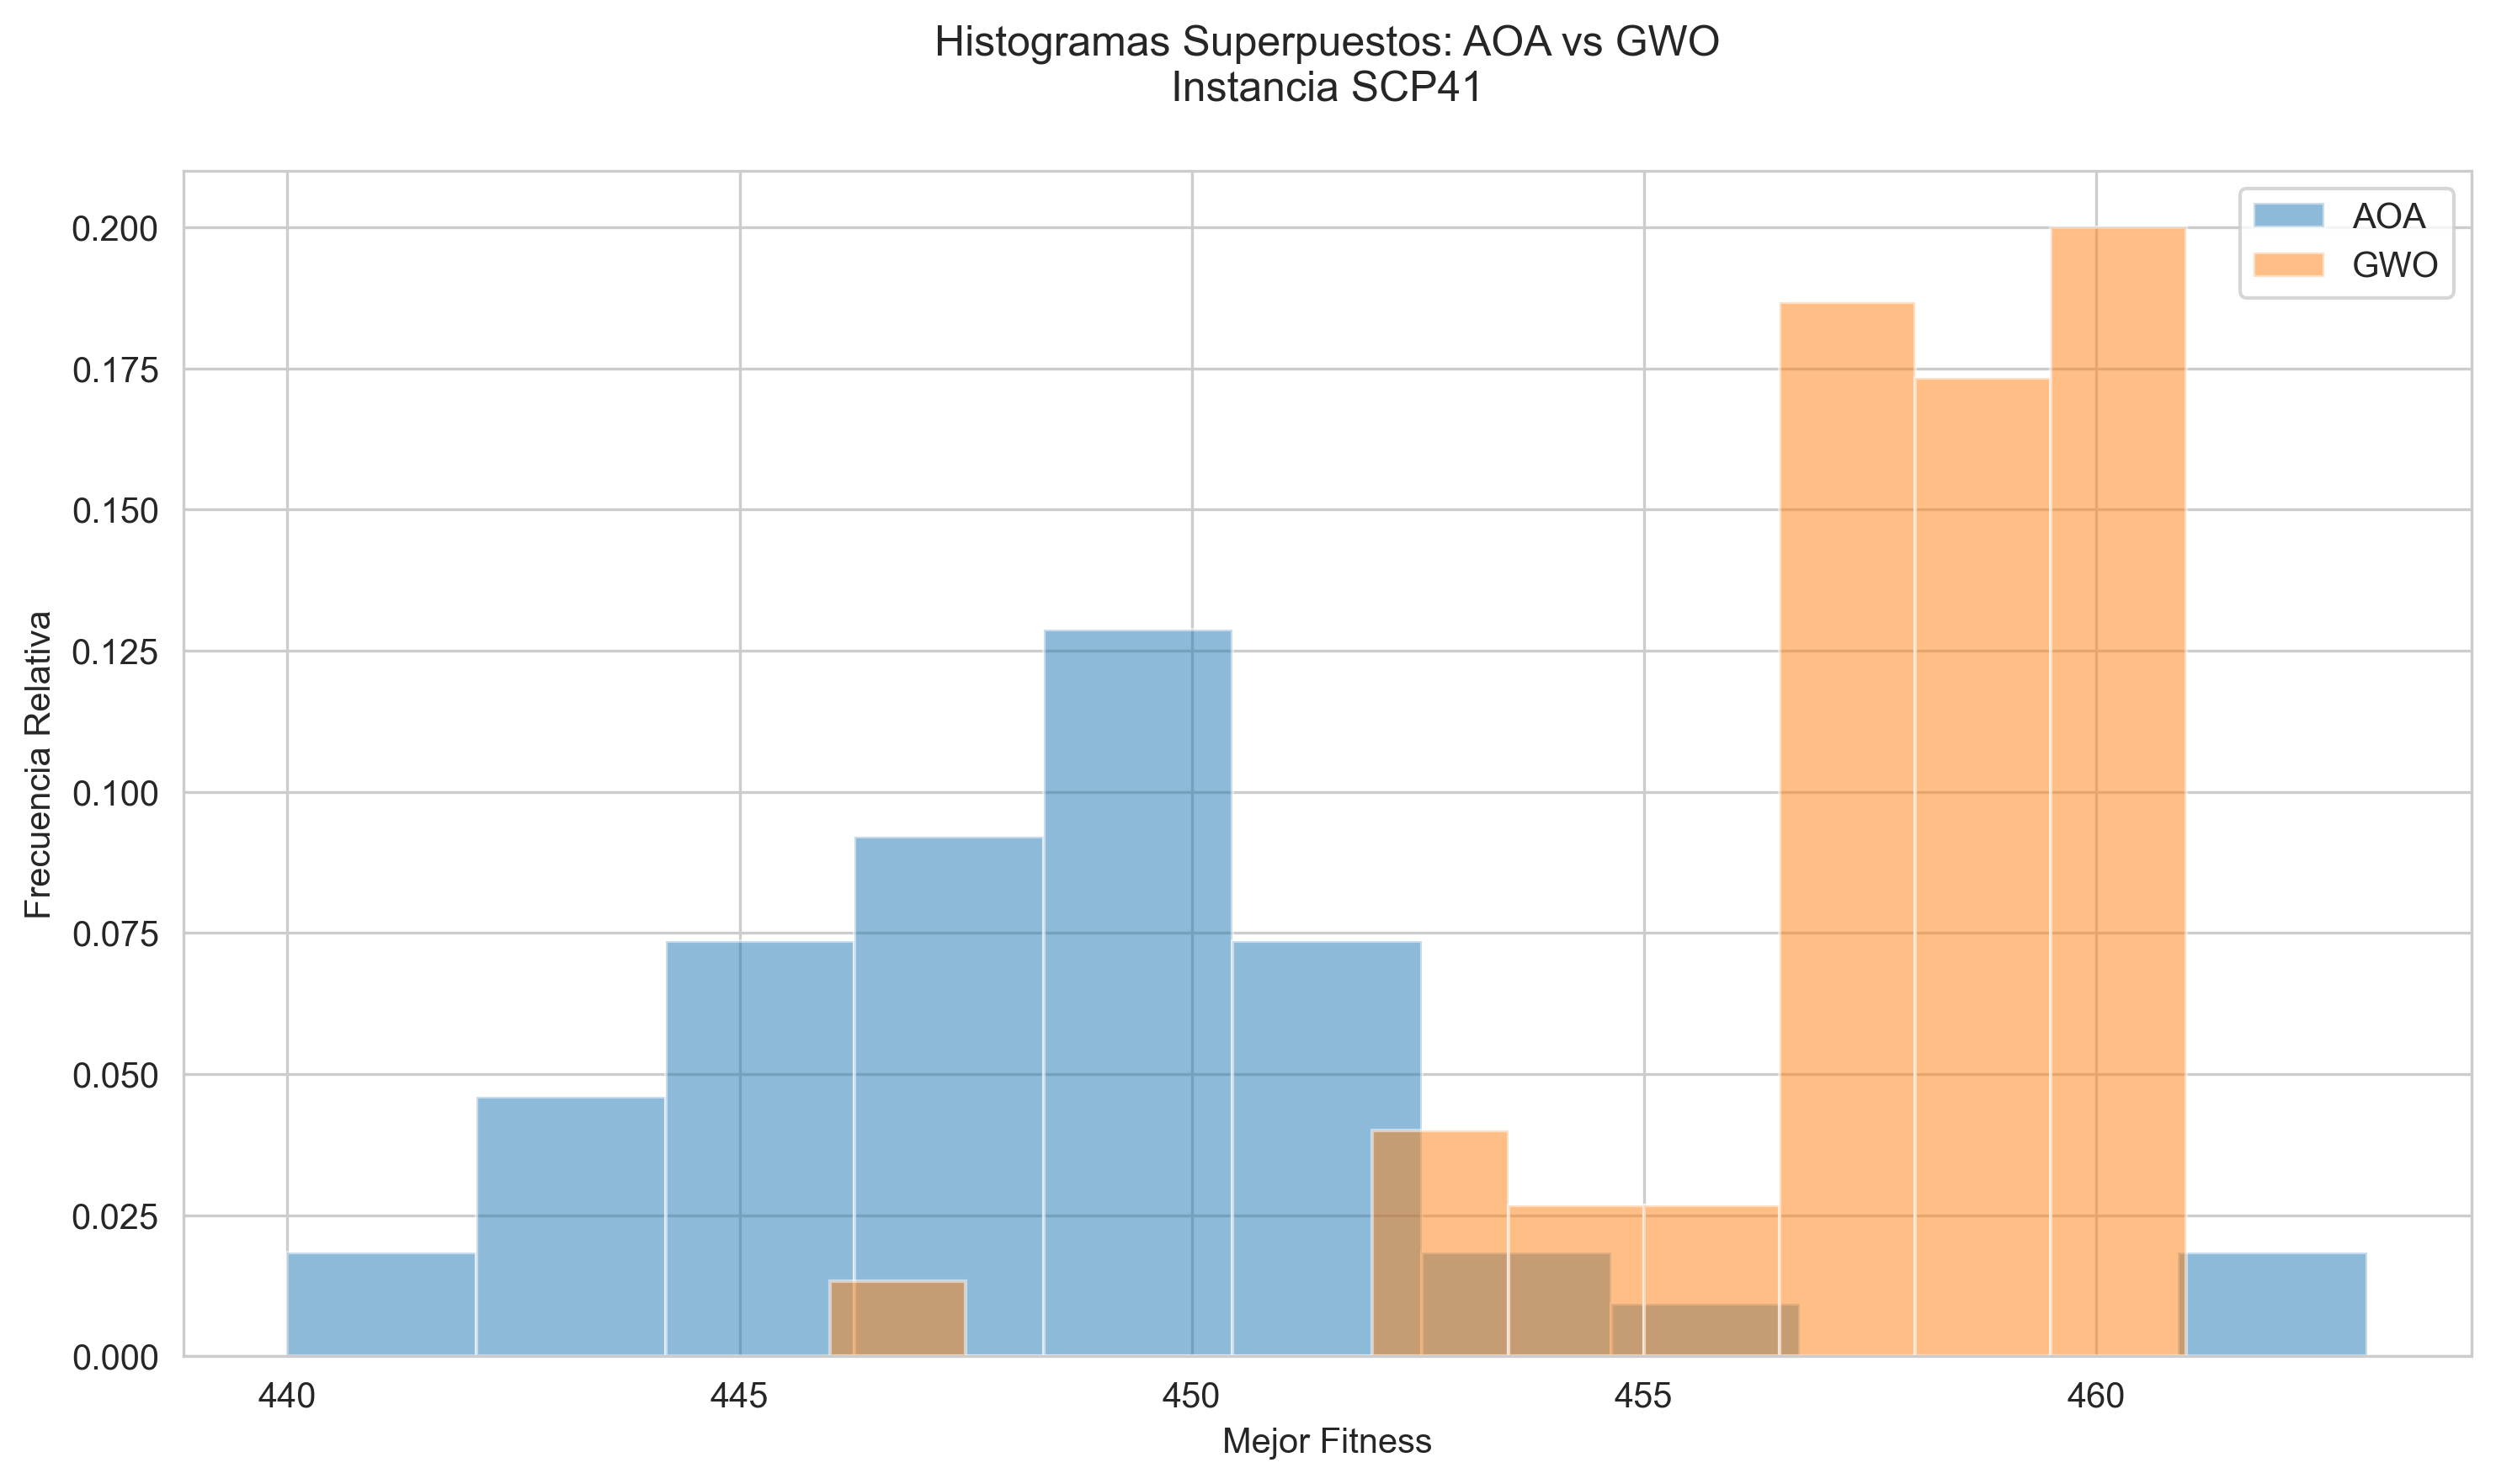 Histogramas Superpuestos: AOA vs GWO
Instancia SCP41
AOA
GWO
0.200
0.175
0.150
0.125
0.100
0.075
0.050
0.025
0.000
Frecuencia Relativa
440
445
450
455
460
Mejor Fitness